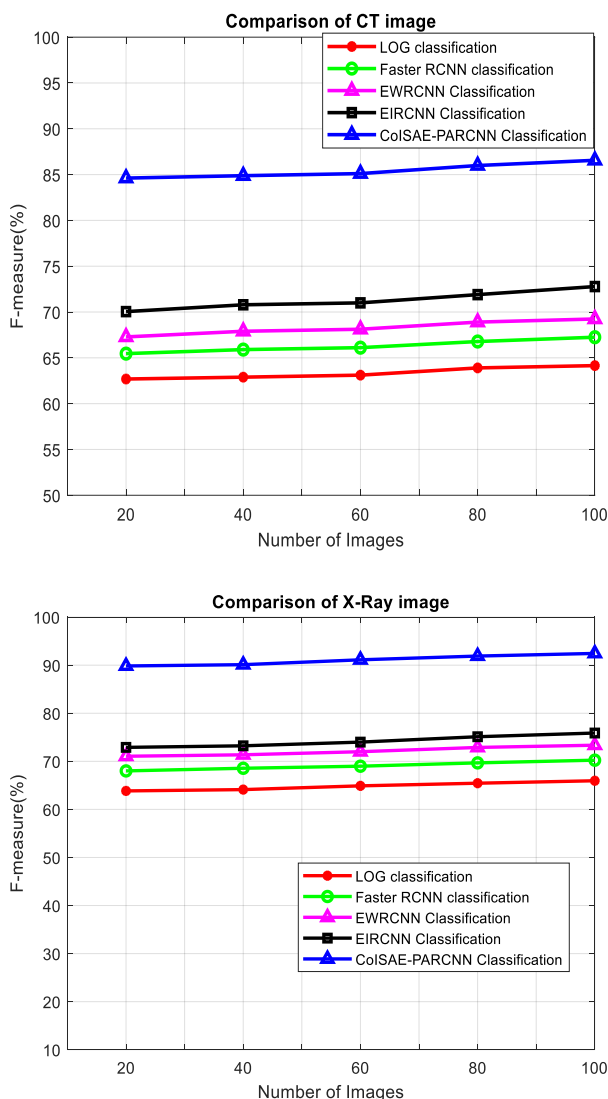 Comparison of CT image
100
95
90
85
80
75
70
65
60
55
50
F-measure(%)
LOG classification
Faster RCNN classification
EWRCNN Classification
EIRCNN Classification
CoISAE-PARCNN Classification
20 40 60 80 100
Number of Images
Comparison of X-Ray image
100
90
80
70
60
50
40
30
20
10
F-measure(%)
LOG classification
Faster RCNN classification
EWRCNN Classification
EIRCNN Classification
CoISAE-PARCNN Classification
20 40 60 80 100
Number of Images